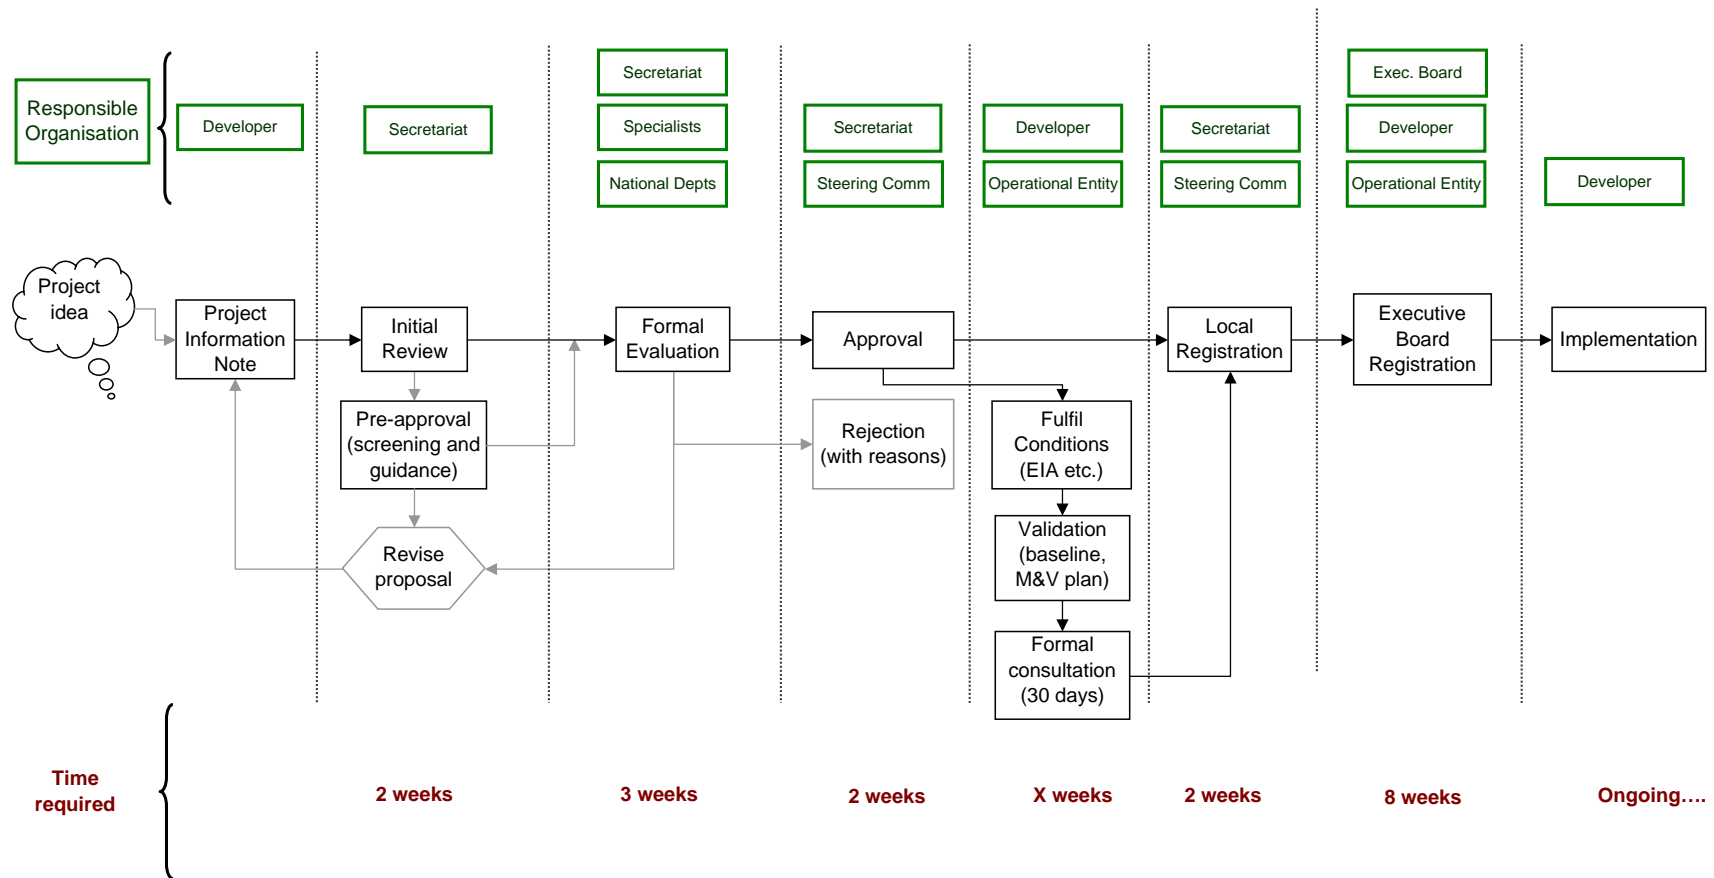 Responsible
Organisation
Developer
Secretariat
Secretariat
Specialists
National Depts
Secretariat
Steering Comm
Developer
Operational Entity
Secretariat
Steering Comm
Exec. Board
Developer
Operational Entity
Developer
Project
idea
Project
Information
Note
Initial
Review
Formal
Evaluation
Approval
Local
Registration
Executive
Board
Registration
Implementation
Pre-approval
(screening and
guidance)
Rejection
(with reasons)
Fulfil
Conditions
(EIA etc.)
Revise
proposal
Validation
(baseline,
M&V plan)
Formal
consultation
(30 days)
Time
required
2 weeks
3 weeks
2 weeks
X weeks
2 weeks
8 weeks
Ongoing....